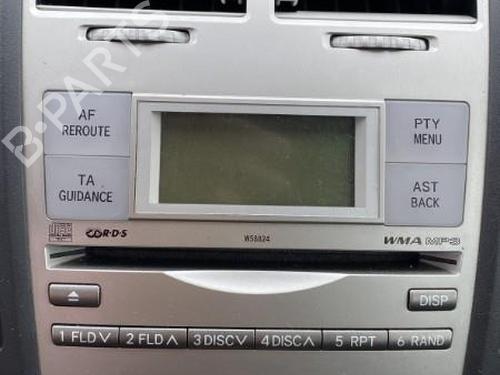 B-PARTS
AF
REROUTE
PTY
MENU
TA
GUIDANCE
AST
BACK
R·D·S
W58824
WMA MP3
DISP
1 FLD ∨
2 FLD ∧
3 DISC ∨
4 DISC ∧
5 RPT
6 RAND